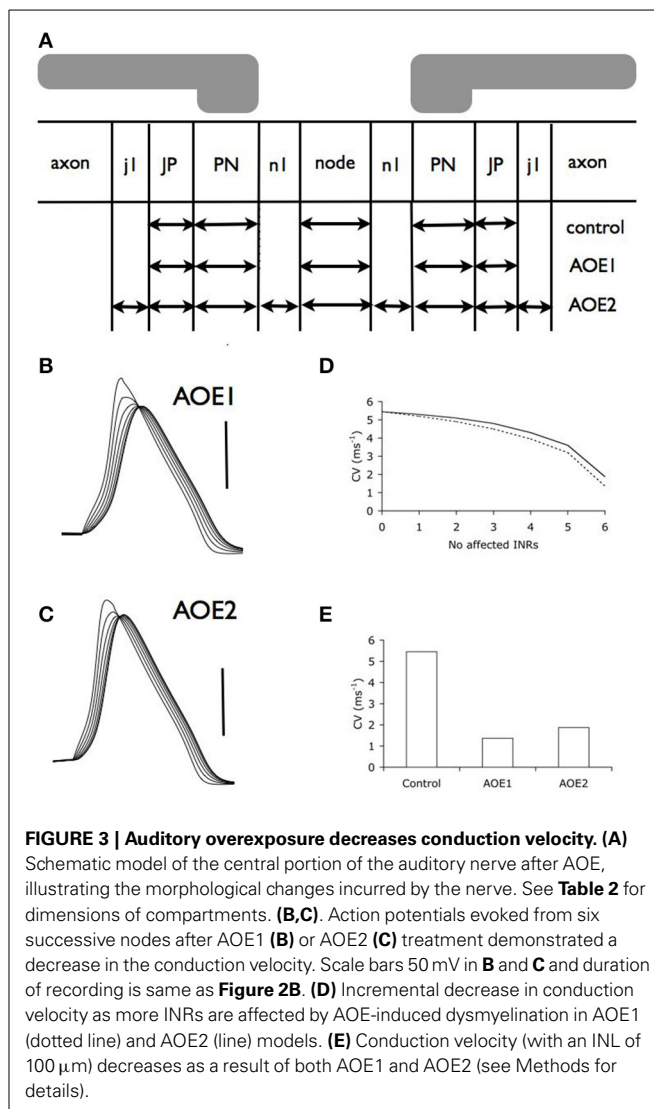 A
axon j1 JP PN n1 node n1 PN JP j1 axon
control
AOE1
AOE2
B
AOE1
D
6
5
4
3
2
1
0
CV (ms⁻¹)
0 1 2 3 4 5 6
No affected INRs
C
AOE2
E
6
5
4
3
2
1
0
CV (ms⁻¹)
Control AOE1 AOE2
FIGURE 3 | Auditory overexposure decreases conduction velocity. (A)
Schematic model of the central portion of the auditory nerve after AOE,
illustrating the morphological changes incurred by the nerve. See Table 2 for
dimensions of compartments. (B,C). Action potentials evoked from six
successive nodes after AOE1 (B) or AOE2 (C) treatment demonstrated a
decrease in the conduction velocity. Scale bars 50 mV in B and C and duration
of recording is same as Figure 2B. (D) Incremental decrease in conduction
velocity as more INRs are affected by AOE-induced dysmyelination in AOE1
(dotted line) and AOE2 (line) models. (E) Conduction velocity (with an INL of
100 μm) decreases as a result of both AOE1 and AOE2 (see Methods for
details).